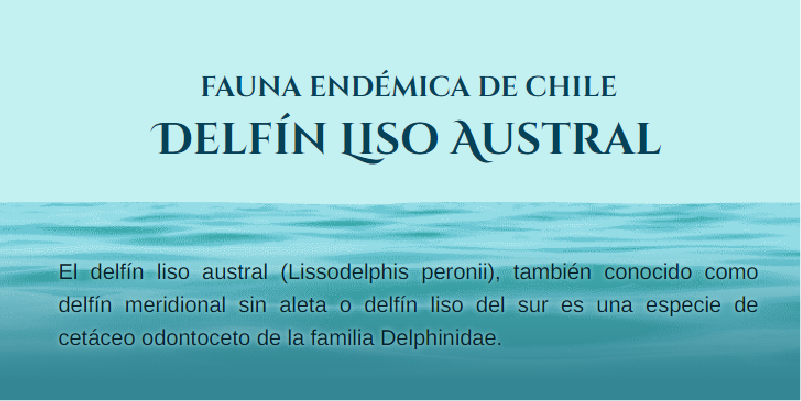 FAUNA ENDÉMICA DE CHILE
DELFÍN LISO AUSTRAL
El delfín liso austral (Lissodelphis peronii), también conocido como
delfín meridional sin aleta o delfín liso del sur es una especie de
cetáceo odontoceto de la familia Delphinidae.